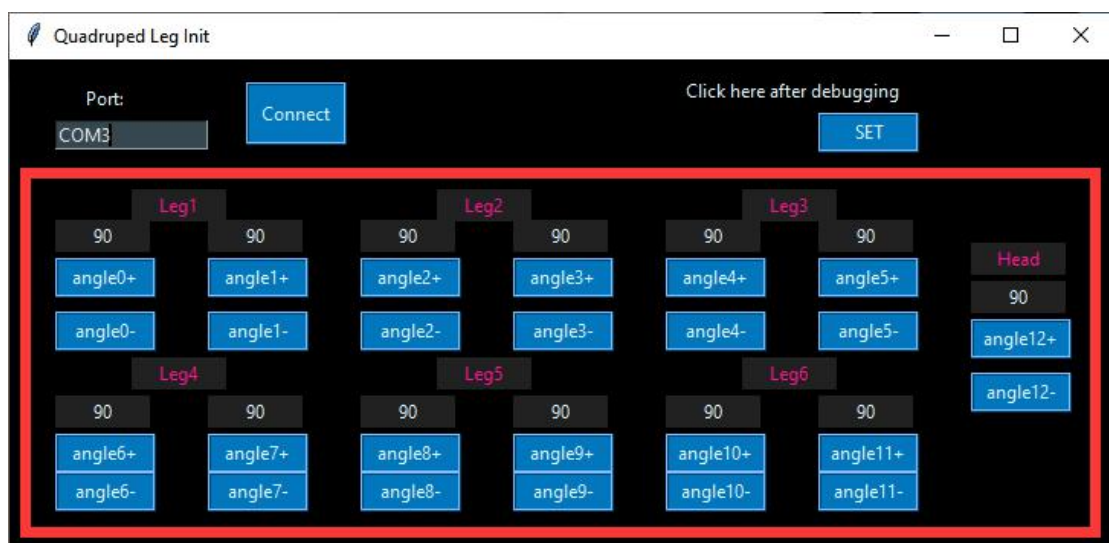 Quadruped Leg Init
Port:
Click here after debugging
COM3
Connect
SET
Leg1 Leg2 Leg3
90 90 90 90 90 90
angle0+ angle1+ angle2+ angle3+ angle4+ angle5+
angle0- angle1- angle2- angle3- angle4- angle5-
Head
90
angle12+
angle12-
Leg4 Leg5 Leg6
90 90 90 90 90 90
angle6+ angle7+ angle8+ angle9+ angle10+ angle11+
angle6- angle7- angle8- angle9- angle10- angle11-